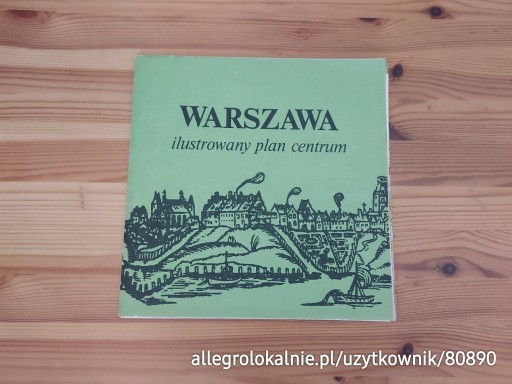 WARSZAWA
ilustrowany plan centrum
allegrolokalnie.pl/uzytkownik/80890